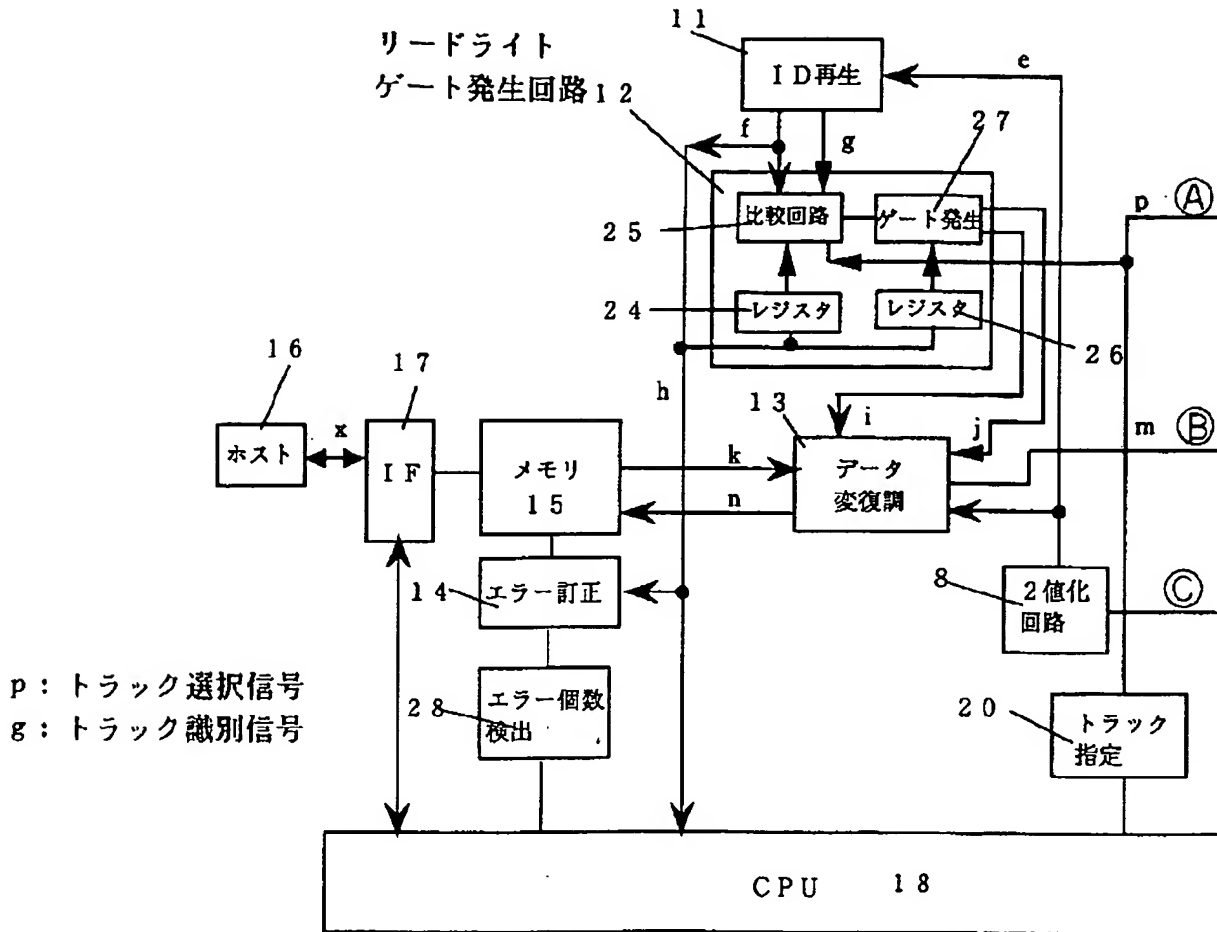 11
リードライト
ゲート発生回路12
ID再生
e
f
g
27
p Ⓐ
比較回路
ゲート発生
25
レジスタ
レジスタ
24
26
16
17
h
13
i
j
m Ⓑ
ホスト
x
IF
メモリ
15
k
n
データ
変復調
14
エラー訂正
8
2値化
回路
Ⓒ
p：トラック選択信号
g：トラック識別信号
28
エラー個数
検出
20
トラック
指定
CPU 18